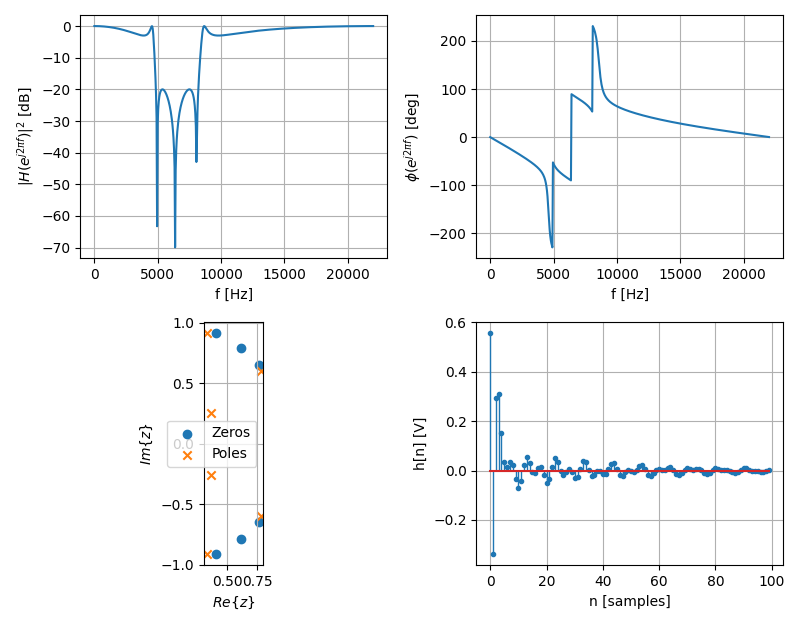 0
−10
−20
−30
−40
−50
−60
−70
|H(e^{j2πf})|² [dB]
0 5000 10000 15000 20000
f [Hz]
200
100
0
−100
−200
ϕ(e^{j2πf}) [deg]
0 5000 10000 15000 20000
f [Hz]
1.0
0.5
0.0
−0.5
−1.0
Im{z}
Zeros
Poles
0.50 0.75
Re{z}
0.6
0.4
0.2
0.0
−0.2
h[n] [V]
0 20 40 60 80 100
n [samples]